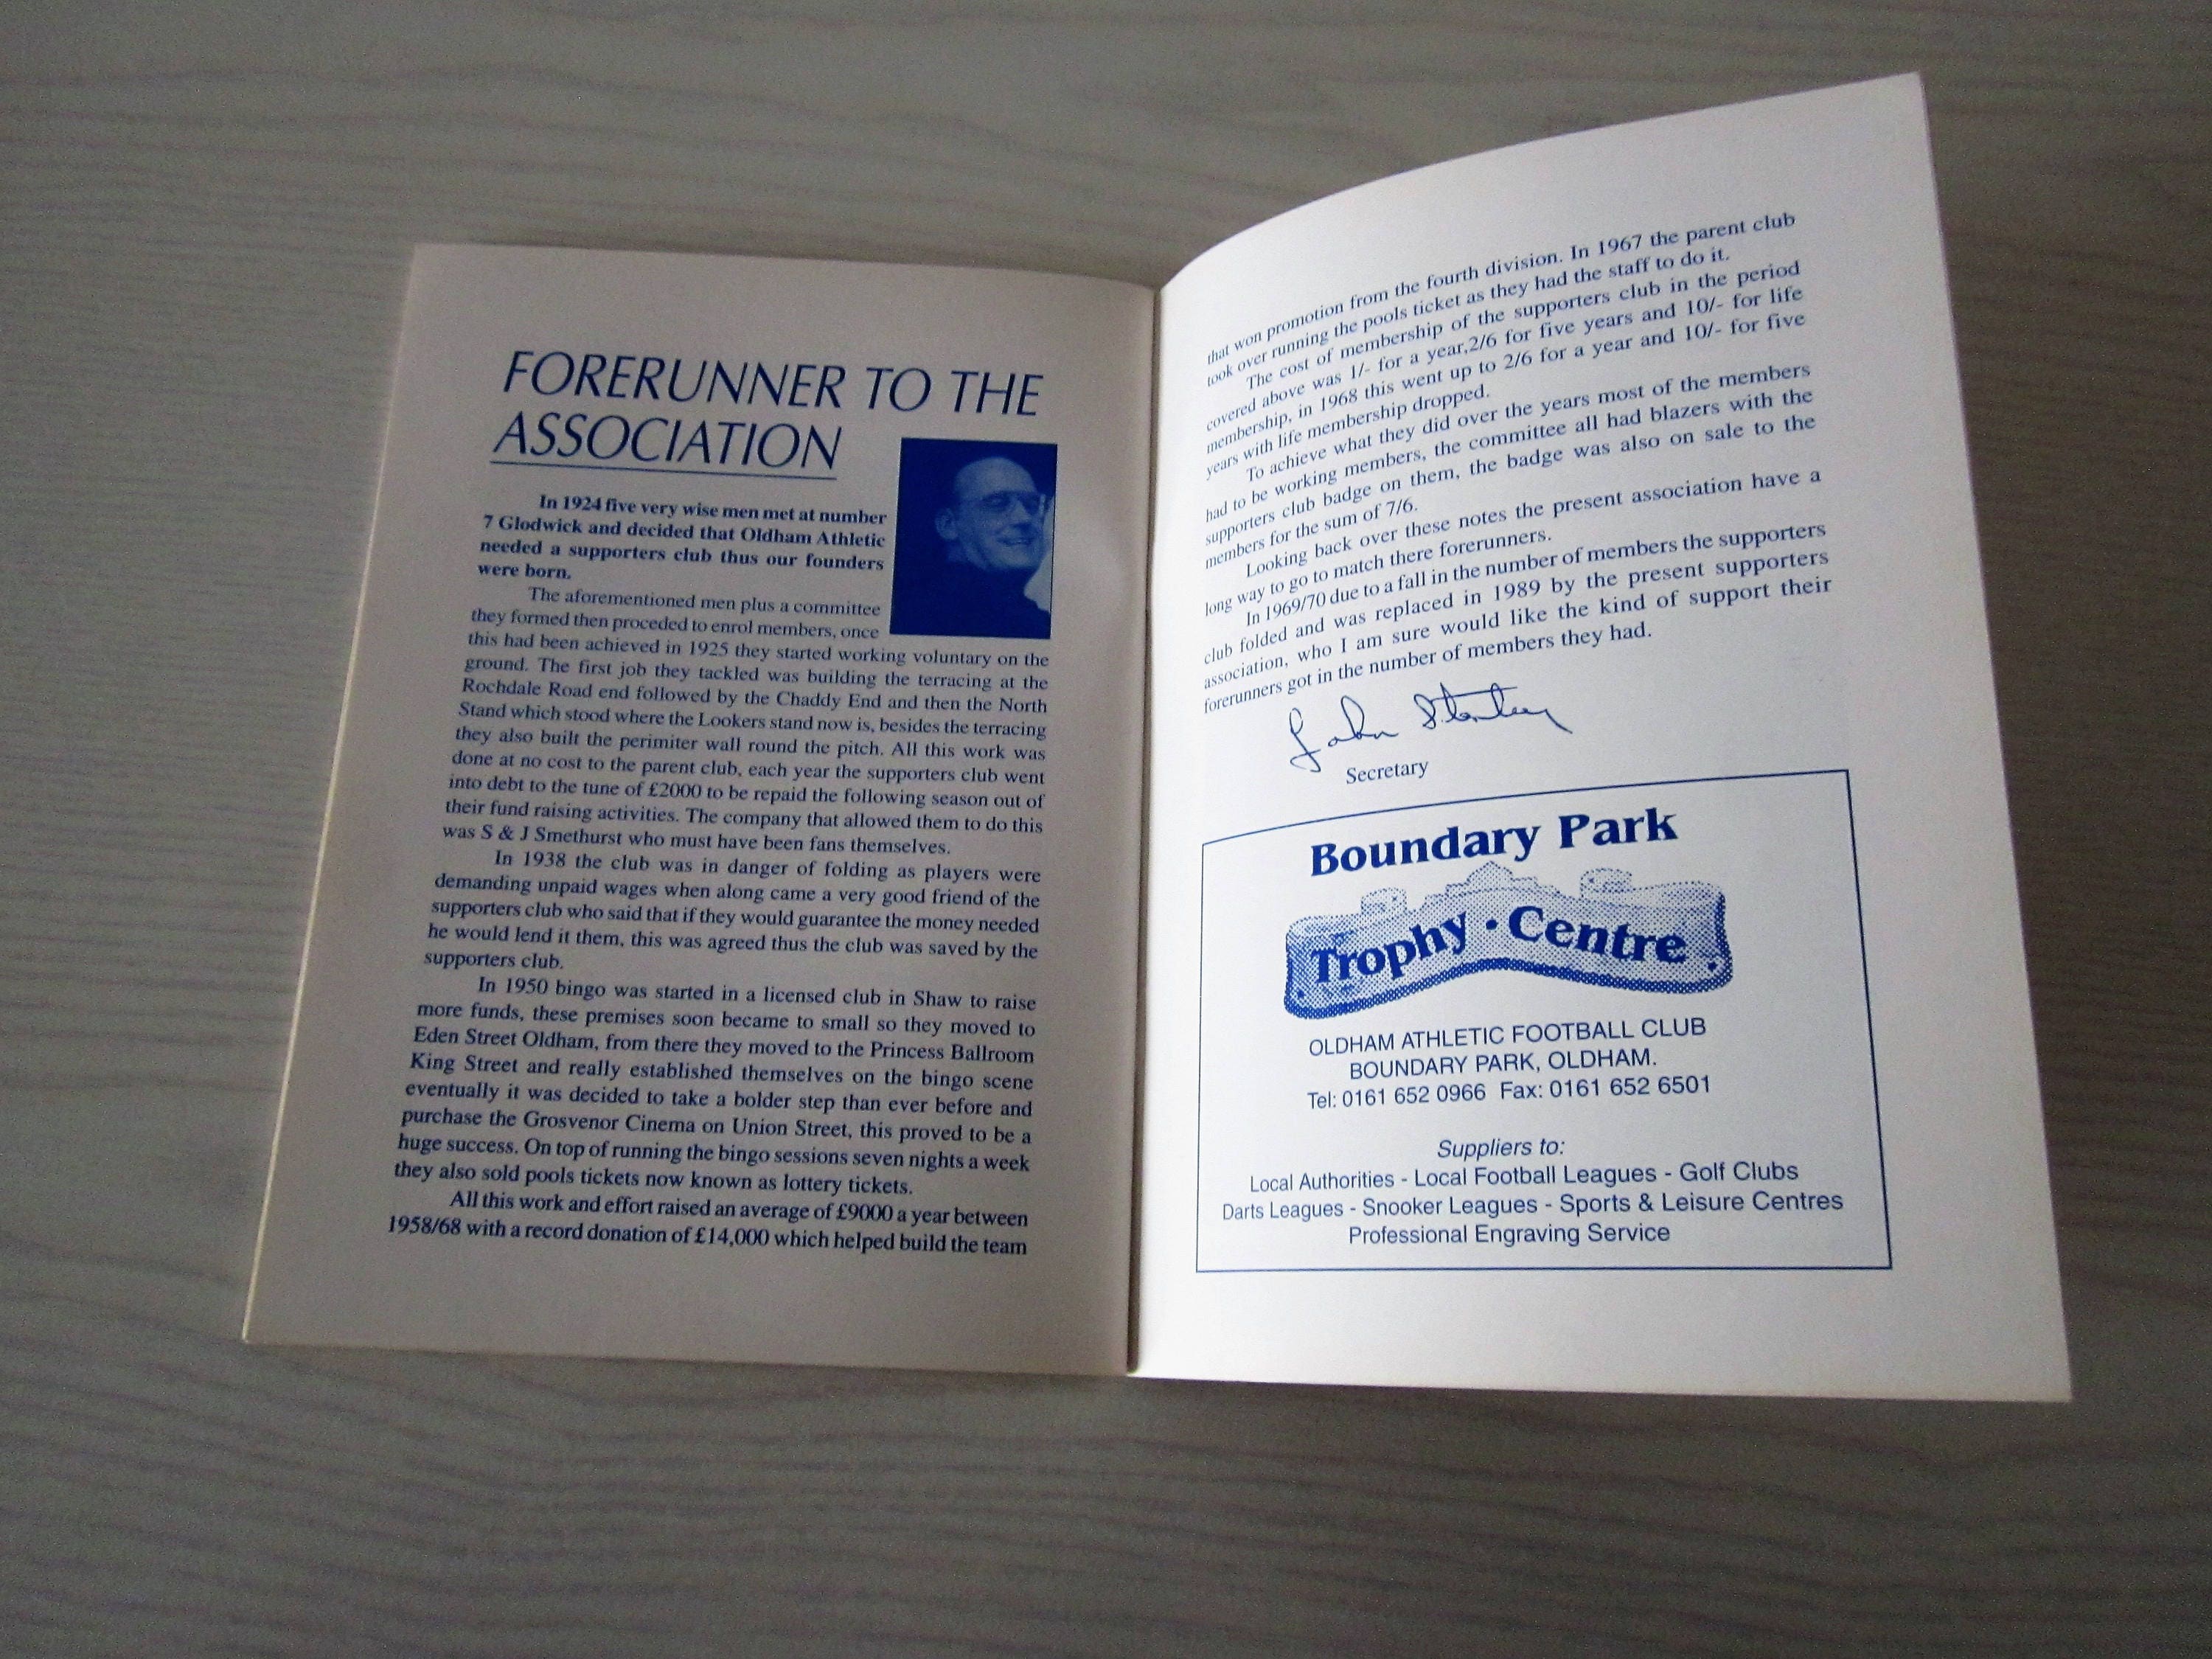 FORERUNNER TO THE
ASSOCIATION
In 1924 five very wise men met at number
7 Glodwick and decided that Oldham Athletic
needed a supporters club thus our founders
were born.
The aforementioned men plus a committee
they formed then proceded to enrol members, once
this had been achieved in 1925 they started working voluntary on the
ground. The first job they tackled was building the terracing at the
Rochdale Road end followed by the Chaddy End and then the North
Stand which stood where the Lookers stand now is, besides the terracing
they also built the perimiter wall round the pitch. All this work was
done at no cost to the parent club, each year the supporters club went
into debt to the tune of £2000 to be repaid the following season out of
their fund raising activities. The company that allowed them to do this
was S & J Smethurst who must have been fans themselves.
In 1938 the club was in danger of folding as players were
demanding unpaid wages when along came a very good friend of the
supporters club who said that if they would guarantee the money needed
he would lend it them, this was agreed thus the club was saved by the
supporters club.
In 1950 bingo was started in a licensed club in Shaw to raise
more funds, these premises soon became to small so they moved to
Eden Street Oldham, from there they moved to the Princess Ballroom
King Street and really established themselves on the bingo scene
eventually it was decided to take a bolder step than ever before and
purchase the Grosvenor Cinema on Union Street, this proved to be a
huge success. On top of running the bingo sessions seven nights a week
they also sold pools tickets now known as lottery tickets.
All this work and effort raised an average of £9000 a year between
1958/68 with a record donation of £14,000 which helped build the team
that won promotion from the fourth division. In 1967 the parent club
took over running the pools ticket as they had the staff to do it.
The cost of membership of the supporters club in the period
covered above was 1/- for a year,2/6 for five years and 10/- for life
membership, in 1968 this went up to 2/6 for a year and 10/- for five
years with life membership dropped.
To achieve what they did over the years most of the members
had to be working members, the committee all had blazers with the
supporters club badge on them, the badge was also on sale to the
members for the sum of 7/6.
Looking back over these notes the present association have a
long way to go to match there forerunners.
In 1969/70 due to a fall in the number of members the supporters
club folded and was replaced in 1989 by the present supporters
association, who I am sure would like the kind of support their
forerunners got in the number of members they had.
John Stanley
Secretary
Boundary Park
Trophy · Centre
OLDHAM ATHLETIC FOOTBALL CLUB
BOUNDARY PARK, OLDHAM.
Tel: 0161 652 0966 Fax: 0161 652 6501
Suppliers to:
Local Authorities - Local Football Leagues - Golf Clubs
Darts Leagues - Snooker Leagues - Sports & Leisure Centres
Professional Engraving Service